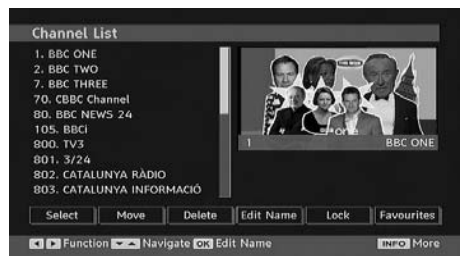 Channel List
1. BBC ONE
2. BBC TWO
7. BBC THREE
70. CBBC Channel
80. BBC NEWS 24
105. BBCi
800. TV3
801. 3/24
802. CATALUNYA RÀDIO
803. CATALUNYA INFORMACIÓ
1 BBC ONE
Select Move Delete Edit Name Lock Favourites
Function Navigate OK Edit Name INFO More